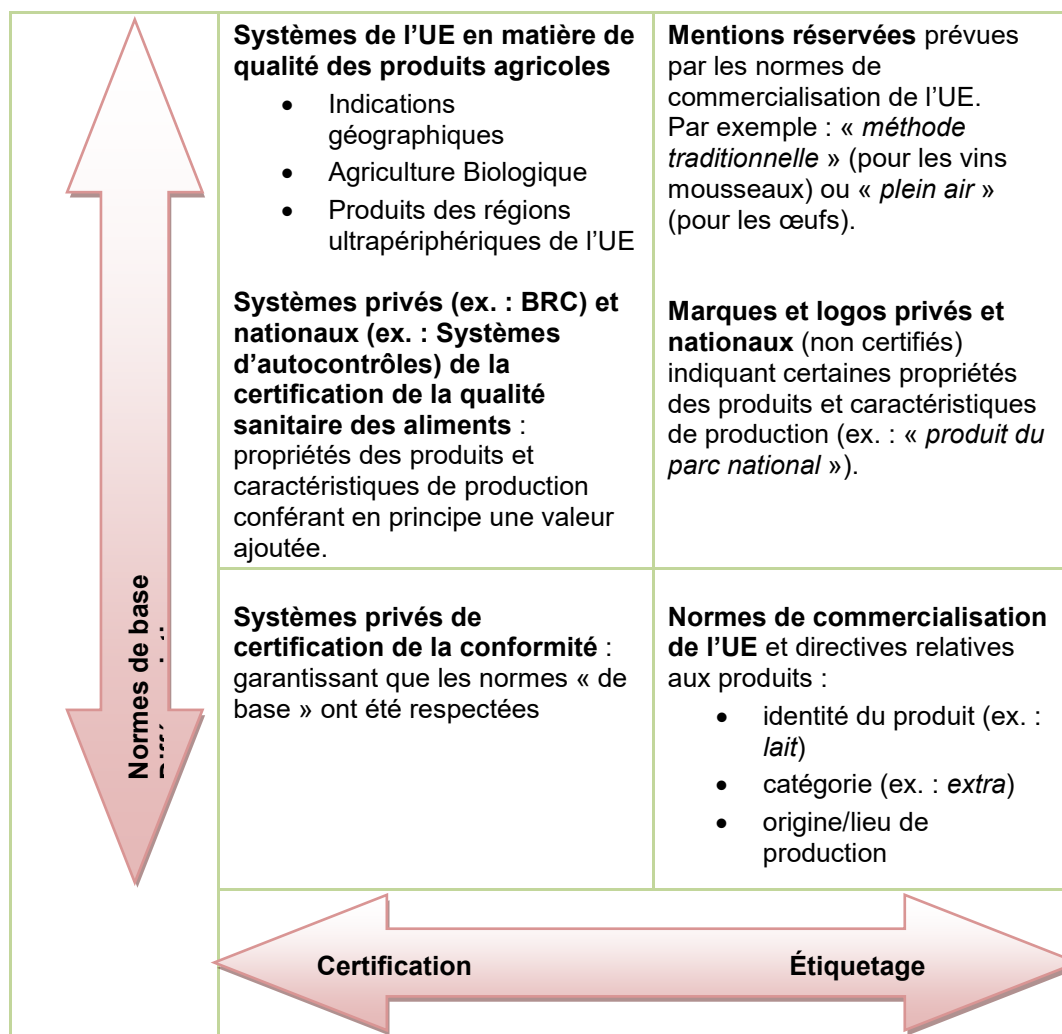 Systèmes de l’UE en matière de
qualité des produits agricoles
• Indications
géographiques
• Agriculture Biologique
• Produits des régions
ultrapériphériques de l’UE
Systèmes privés (ex. : BRC) et
nationaux (ex. : Systèmes
d’autocontrôles) de la
certification de la qualité
sanitaire des aliments :
propriétés des produits et
caractéristiques de production
conférant en principe une valeur
ajoutée.
Mentions réservées prévues
par les normes de
commercialisation de l’UE.
Par exemple : « méthode
traditionnelle » (pour les vins
mousseaux) ou « plein air »
(pour les œufs).
Marques et logos privés et
nationaux (non certifiés)
indiquant certaines propriétés
des produits et caractéristiques
de production (ex. : « produit du
parc national »).
Normes de base
Systèmes privés de
certification de la conformité :
garantissant que les normes « de
base » ont été respectées
Normes de commercialisation
de l’UE et directives relatives
aux produits :
• identité du produit (ex. :
lait)
• catégorie (ex. : extra)
• origine/lieu de
production
Certification
Étiquetage